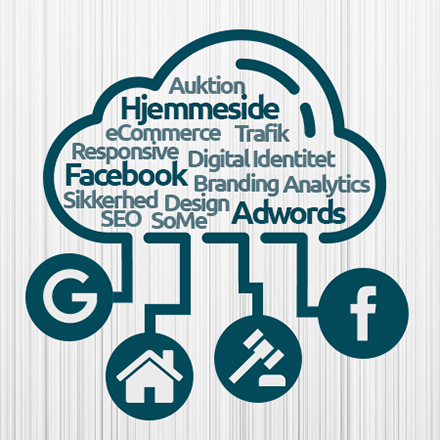 Auktion
Hjemmeside
eCommerce Trafik
Responsive Digital Identitet
Facebook Branding Analytics
Sikkerhed Design Adwords
SEO SoMe
G
f